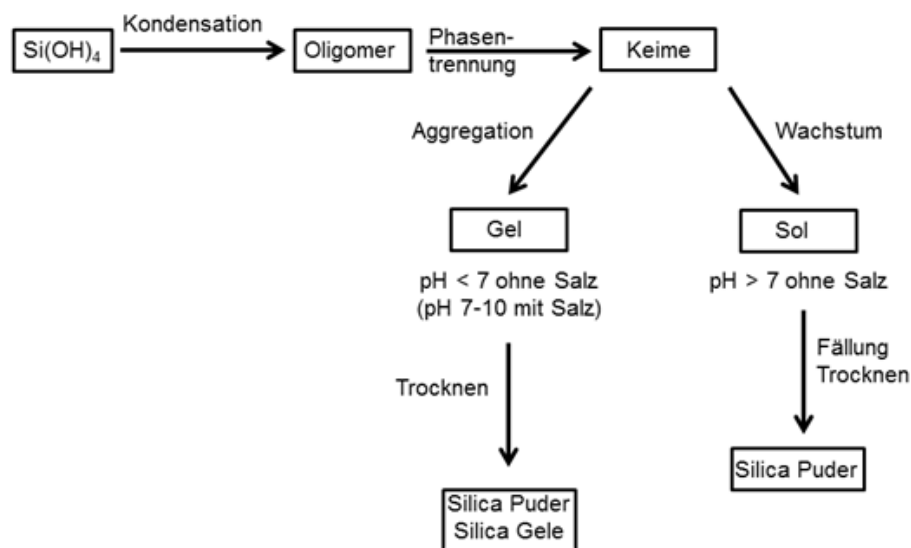 Kondensation
Si(OH)₄
Oligomer
Phasen-
trennung
Keime
Aggregation
Wachstum
Gel
Sol
pH < 7 ohne Salz
(pH 7-10 mit Salz)
pH > 7 ohne Salz
Trocknen
Fällung
Trocknen
Silica Puder
Silica Gele
Silica Puder